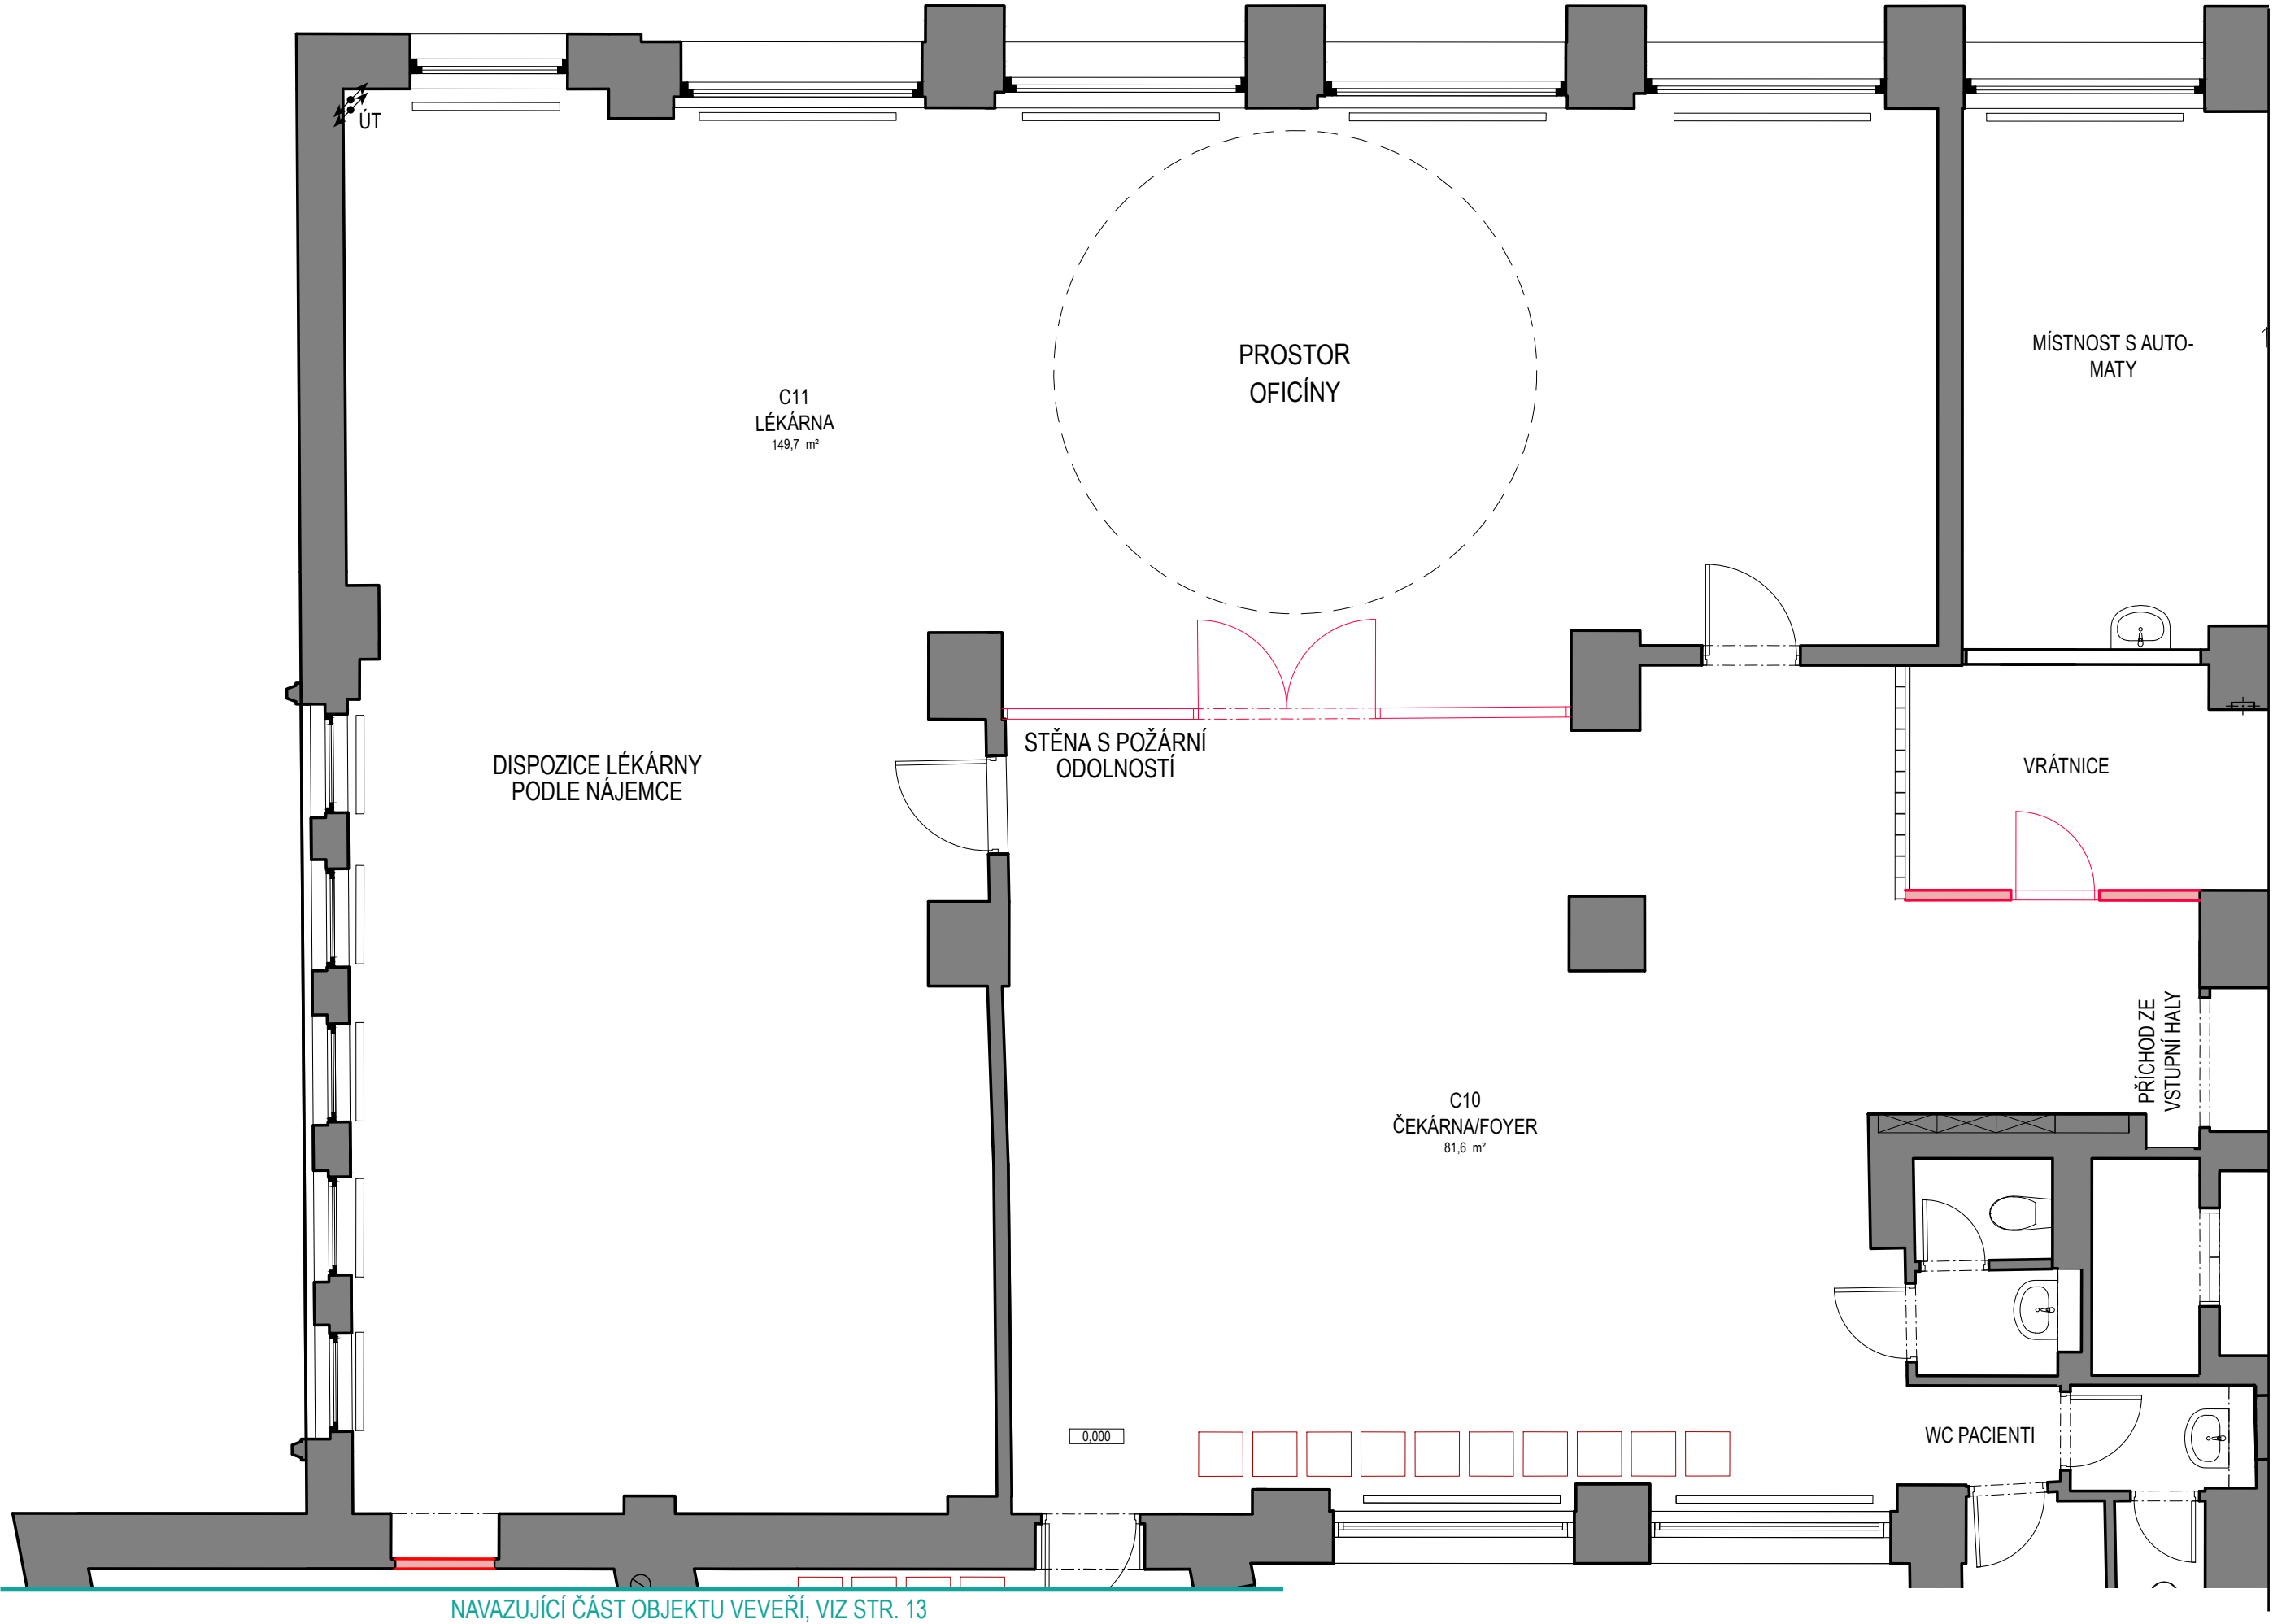 ÚT
PROSTOR
OFICÍNY
MÍSTNOST S AUTO-
MATY
C11
LÉKÁRNA
149,7 m²
STĚNA S POŽÁRNÍ
ODOLNOSTÍ
DISPOZICE LÉKÁRNY
PODLE NÁJEMCE
VRÁTNICE
PŘÍCHOD ZE
VSTUPNÍ HALY
C10
ČEKÁRNA/FOYER
81,6 m²
0,000
WC PACIENTI
NAVAZUJÍCÍ ČÁST OBJEKTU VEVEŘÍ, VIZ STR. 13